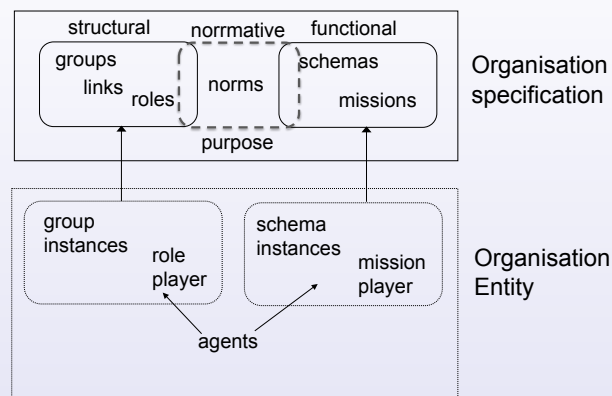 structural
norrmative
functional
groups
links
roles
norms
schemas
missions
purpose
Organisation
specification
group
instances
role
player
schema
instances
mission
player
Organisation
Entity
agents